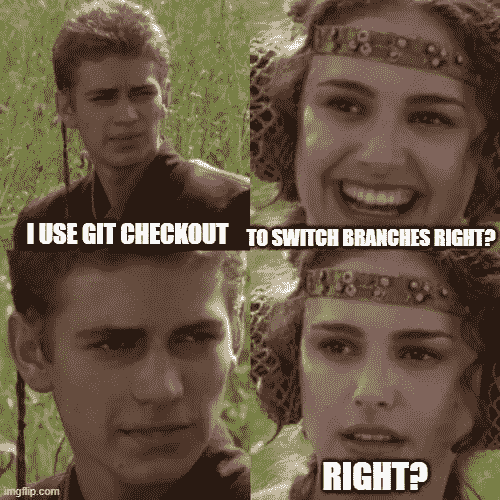 I USE GIT CHECKOUT
TO SWITCH BRANCHES RIGHT?
RIGHT?
imgflip.com